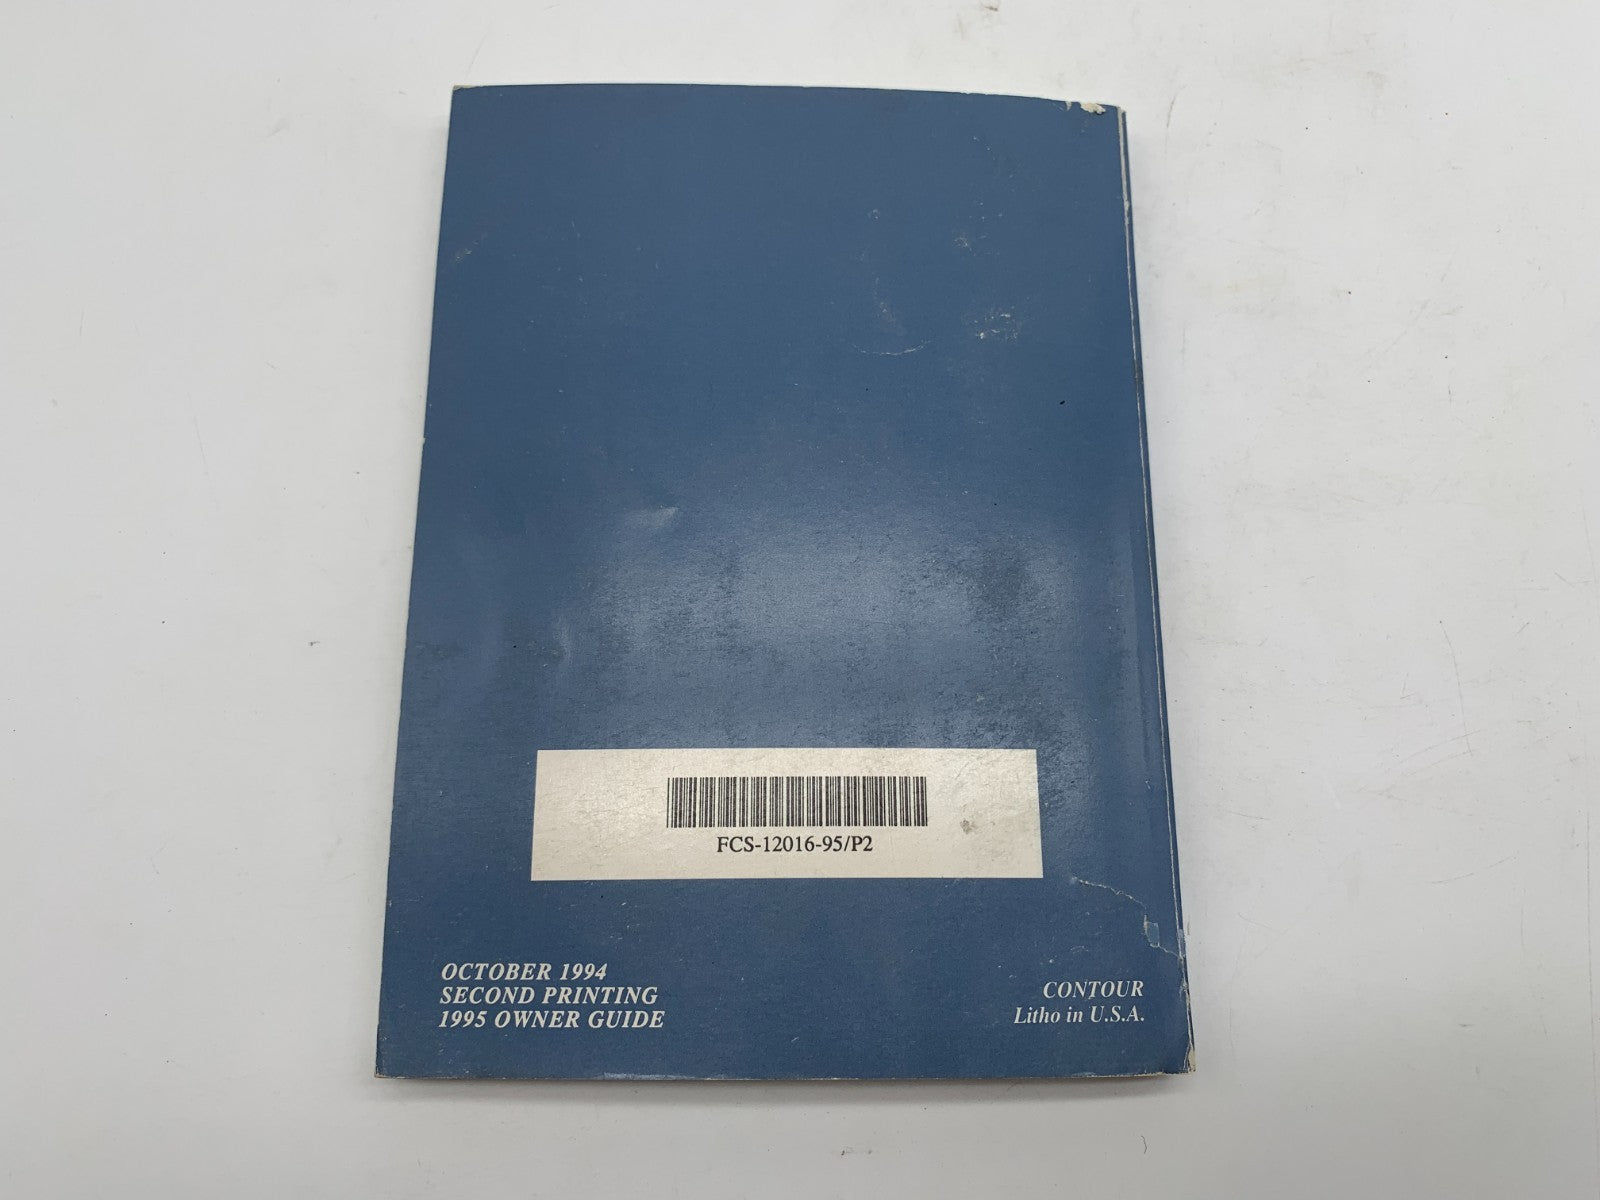 FCS-12016-95/P2
OCTOBER 1994
SECOND PRINTING
1995 OWNER GUIDE
CONTOUR
Litho in U.S.A.